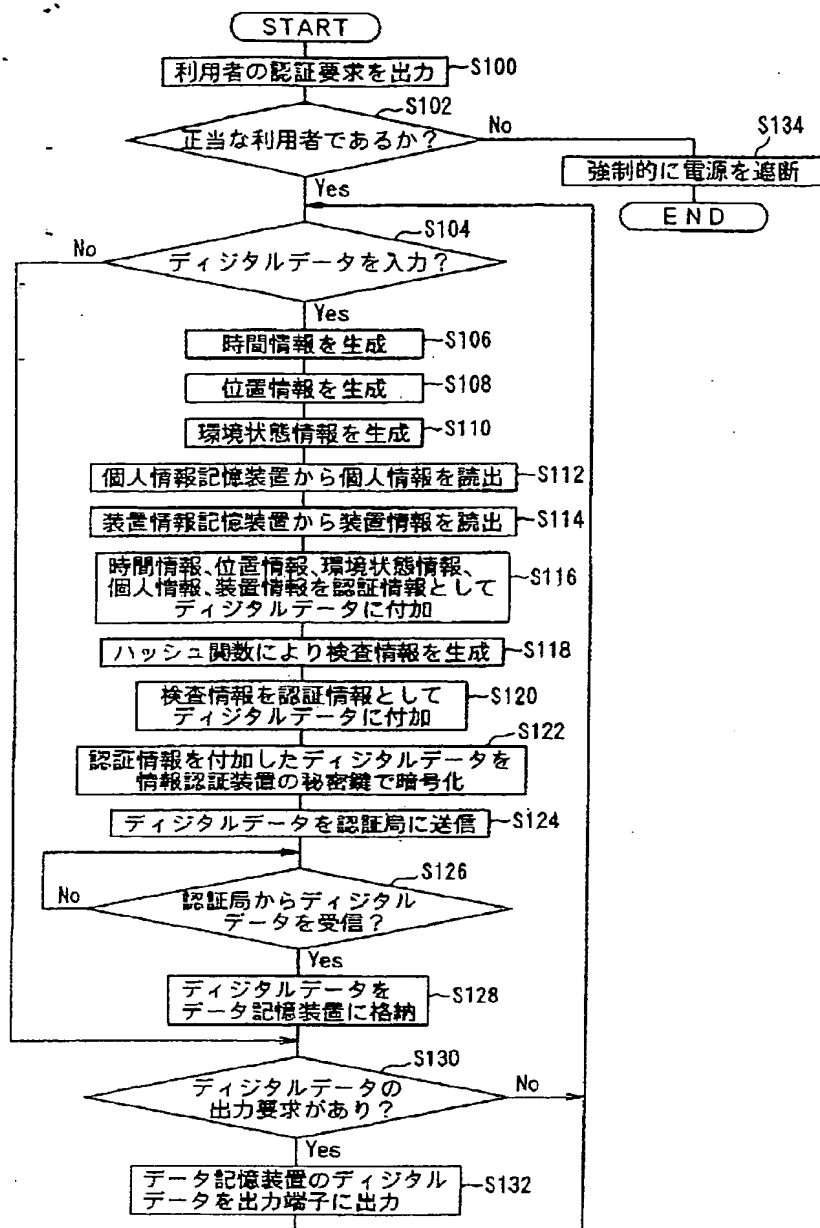 START
利用者の認証要求を出力
S100
S102
正当な利用者であるか?
No
S134
強制的に電源を遮断
END
Yes
S104
No
ディジタルデータを入力?
Yes
時間情報を生成
S106
位置情報を生成
S108
環境状態情報を生成
S110
個人情報記憶装置から個人情報を読出
S112
装置情報記憶装置から装置情報を読出
S114
時間情報、位置情報、環境状態情報、
個人情報、装置情報を認証情報として
ディジタルデータに付加
S116
ハッシュ関数により検査情報を生成
S118
検査情報を認証情報として
ディジタルデータに付加
S120
S122
認証情報を付加したディジタルデータを
情報認証装置の秘密鍵で暗号化
ディジタルデータを認証局に送信
S124
S126
No
認証局からディジタル
データを受信?
Yes
ディジタルデータを
データ記憶装置に格納
S128
S130
ディジタルデータの
出力要求があり?
No
Yes
データ記憶装置のディジタル
データを出力端子に出力
S132